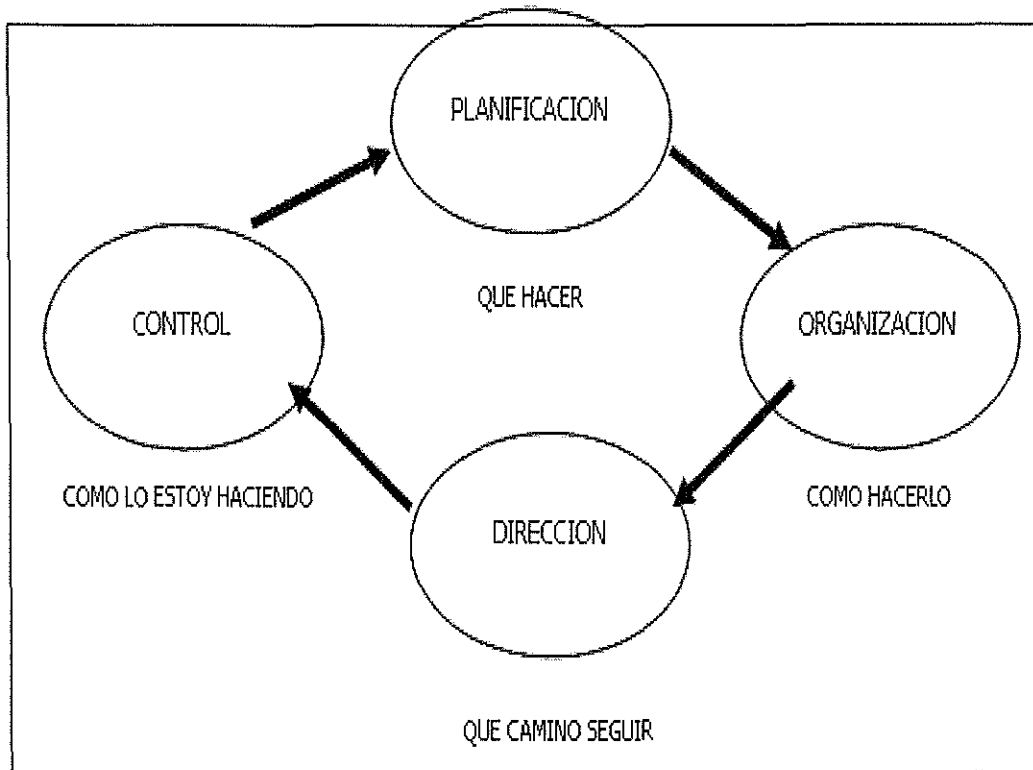 PLANIFICACION
QUE HACER
CONTROL
ORGANIZACION
COMO LO ESTOY HACIENDO
COMO HACERLO
DIRECCION
QUE CAMINO SEGUIR